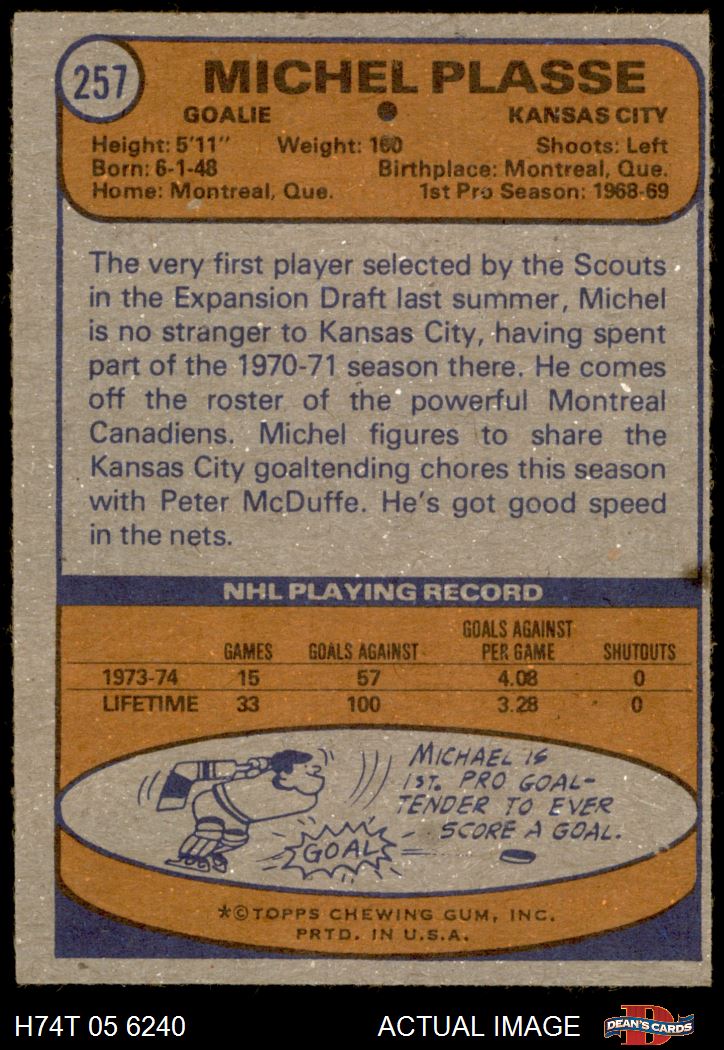 257
MICHEL PLASSE
GOALIE KANSAS CITY
Height: 5'11" Weight: 160 Shoots: Left
Born: 6-1-48 Birthplace: Montreal, Que.
Home: Montreal, Que. 1st Pro Season: 1968-69
The very first player selected by the Scouts
in the Expansion Draft last summer, Michel
is no stranger to Kansas City, having spent
part of the 1970-71 season there. He comes
off the roster of the powerful Montreal
Canadiens. Michel figures to share the
Kansas City goaltending chores this season
with Peter McDuffe. He's got good speed
in the nets.
NHL PLAYING RECORD
GAMES GOALS AGAINST GOALS AGAINST PER GAME SHUTOUTS
1973-74 15 57 4.08 0
LIFETIME 33 100 3.28 0
MICHAEL IS
1ST. PRO GOAL-
TENDER TO EVER
SCORE A GOAL.
GOAL
*©TOPPS CHEWING GUM, INC.
PRTD. IN U.S.A.
H74T 05 6240 ACTUAL IMAGE DEAN'S CARDS